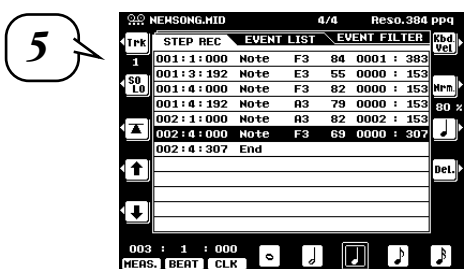 5
NEWSONG.MID 4/4 Reso.384 ppq
Trk STEP REC EVENT LIST EVENT FILTER Kbd. Vel
1 001:1:000 Note F3 84 0001 : 383
SO LO 001:3:192 Note E3 55 0000 : 153
001:4:000 Note F3 82 0000 : 153 Nrm.
001:4:192 Note A3 79 0000 : 153 80 %
002:1:000 Note A3 82 0002 : 153
002:4:000 Note F3 69 0000 : 307
002:4:307 End
Del.
003 : 1 : 000
MEAS. BEAT CLK